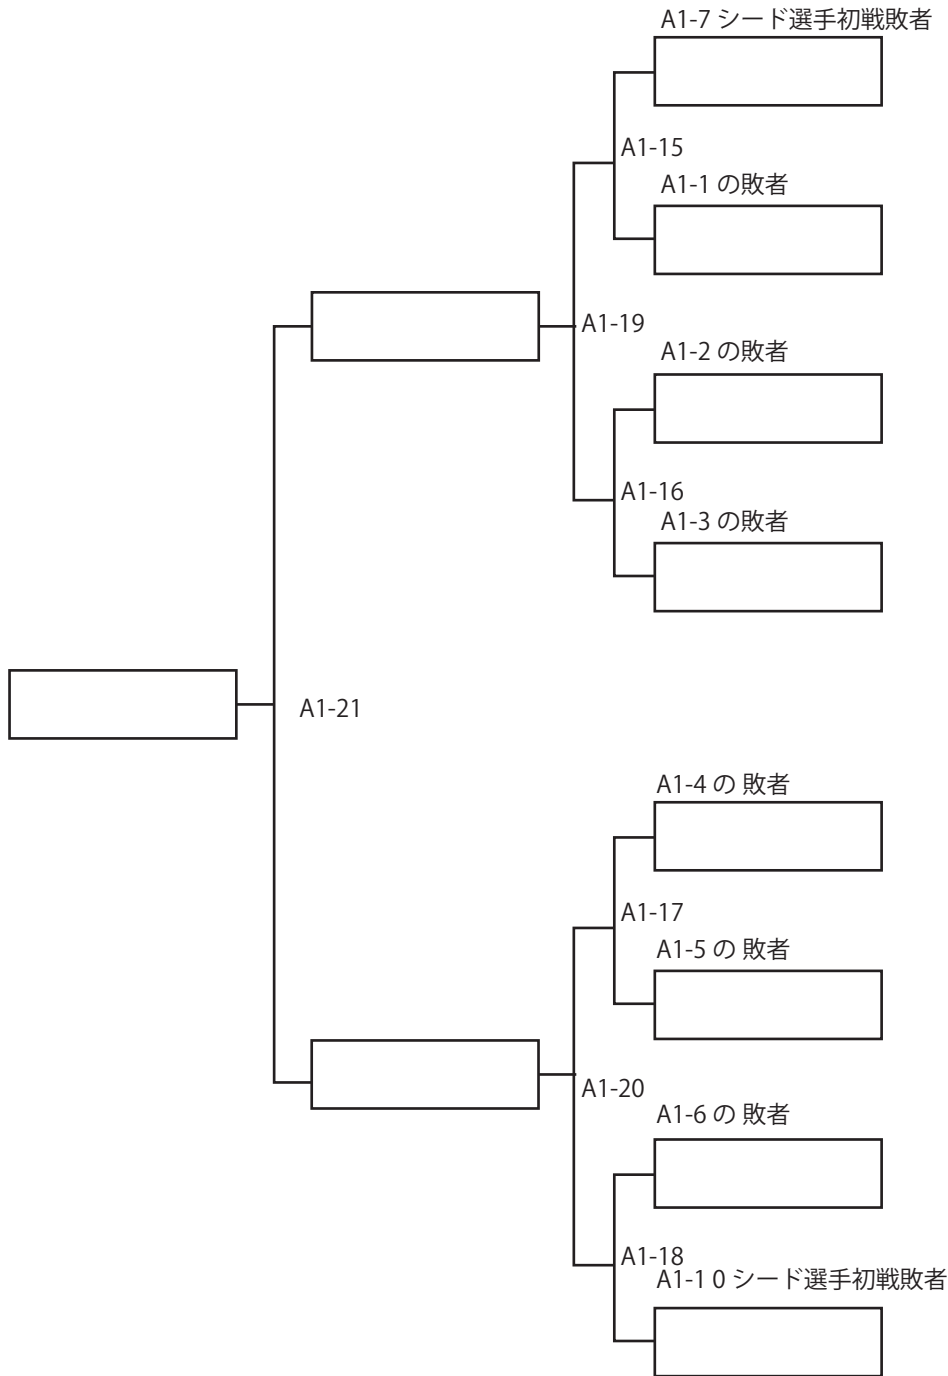 A1-7 シード選手初戦敗者
A1-15
A1-1 の敗者
A1-19
A1-2 の敗者
A1-16
A1-3 の敗者
A1-21
A1-4 の 敗者
A1-17
A1-5 の 敗者
A1-20
A1-6 の 敗者
A1-18
A1-1 0 シード選手初戦敗者